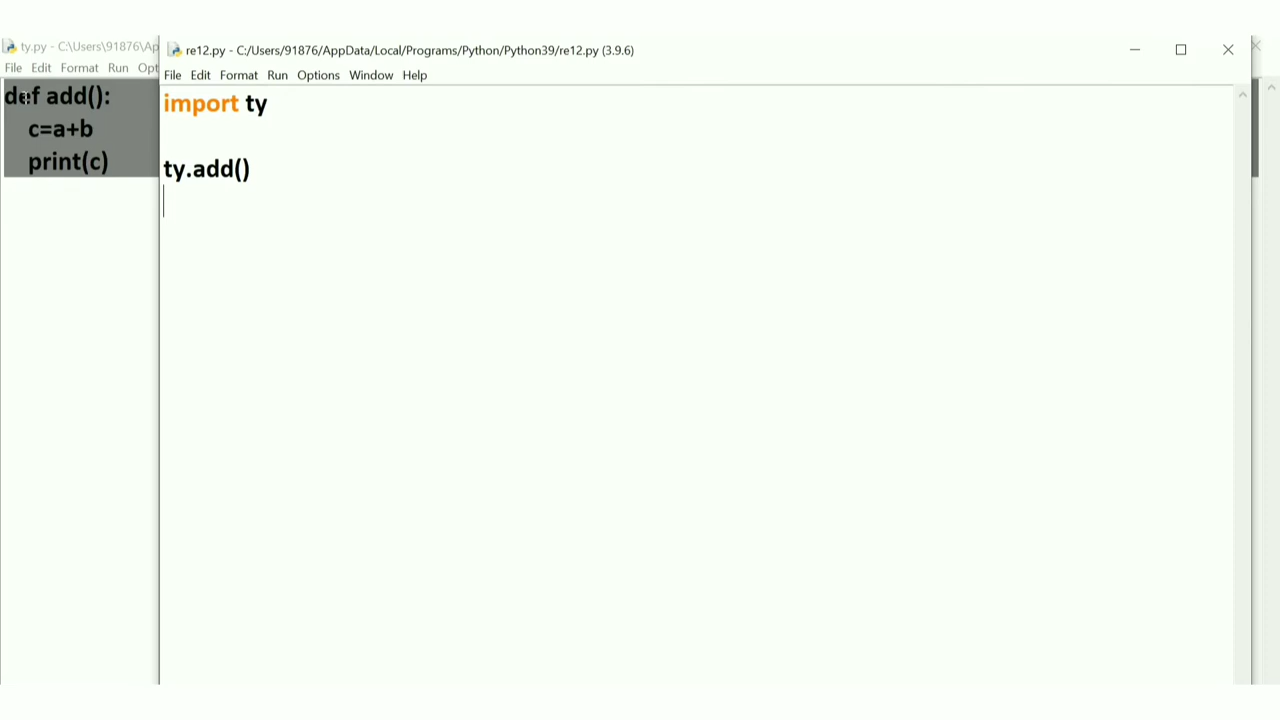 ty.py - C:\Users\91876\Ap
File Edit Format Run Opt
def add():
c=a+b
print(c)
re12.py - C:/Users/91876/AppData/Local/Programs/Python/Python39/re12.py (3.9.6)
File Edit Format Run Options Window Help
import ty
ty.add()